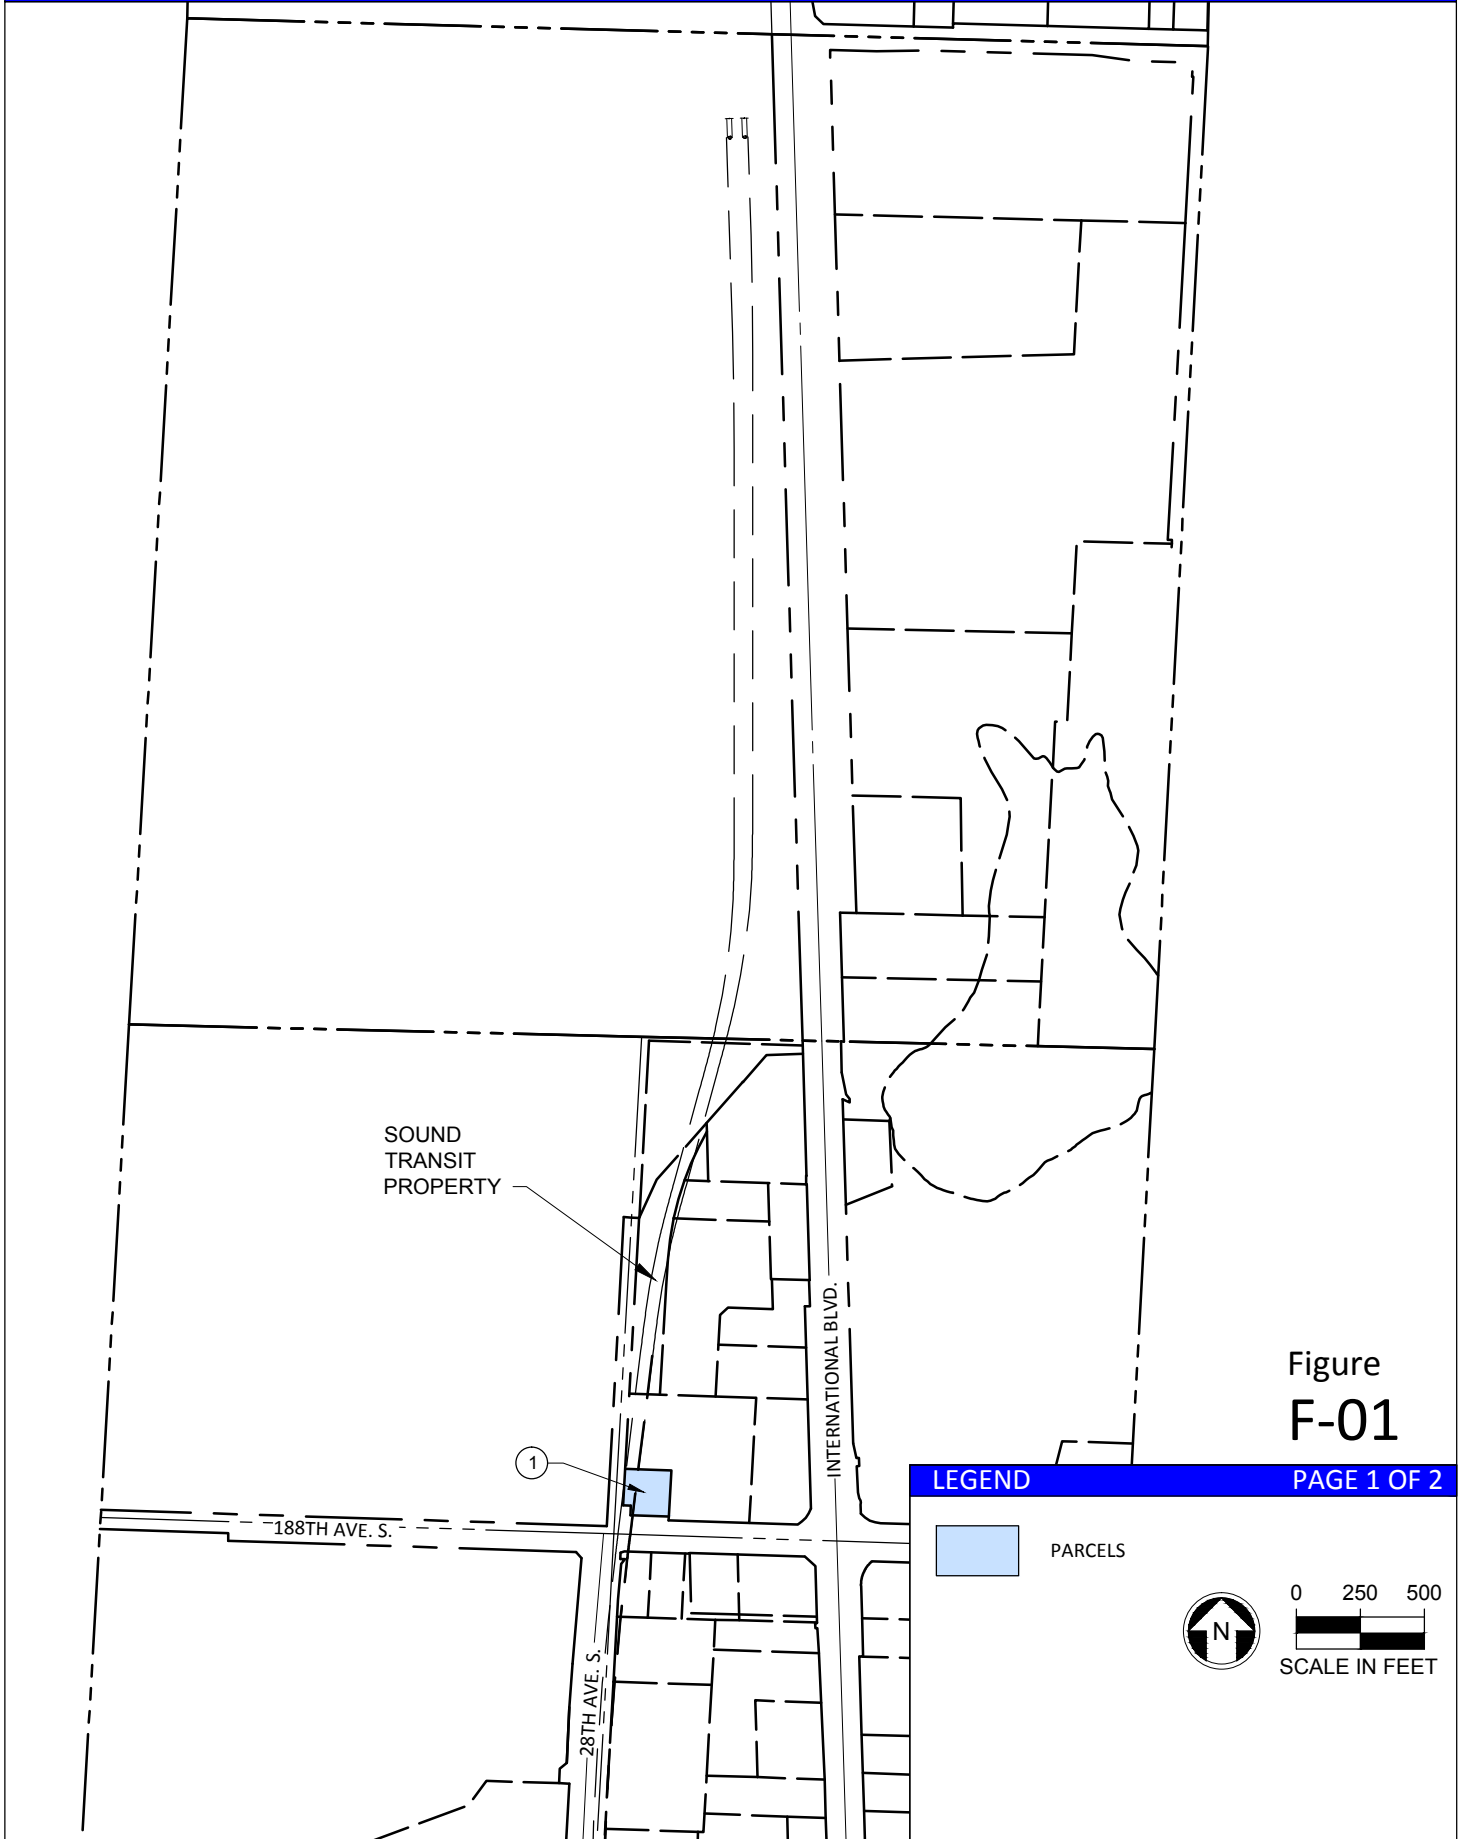 SOUND
TRANSIT
PROPERTY
INTERNATIONAL BLVD.
Figure
F-01
1
188TH AVE. S.
28TH AVE. S.
LEGEND
PAGE 1 OF 2
PARCELS
N
0 250 500
SCALE IN FEET